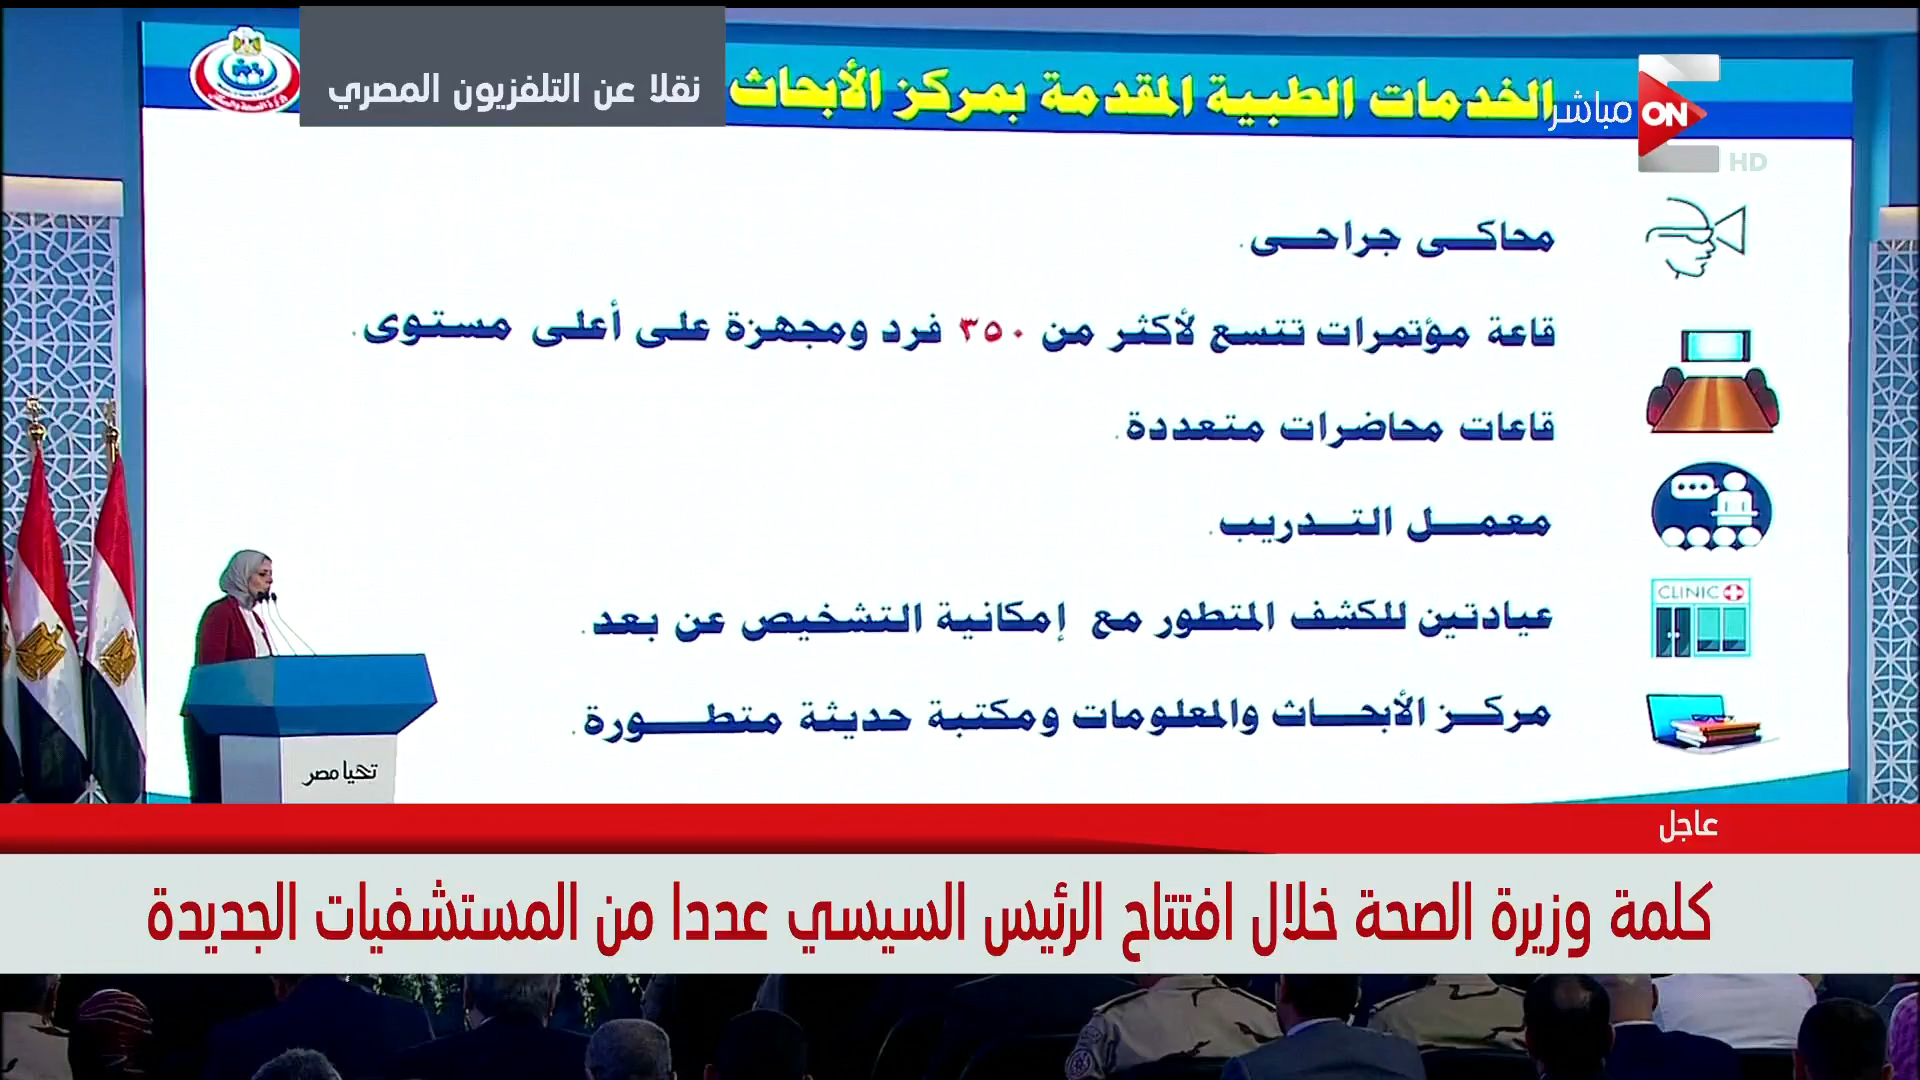 نقلا عن التلفزيون المصري
الخدمات الطبية المقدمة بمركز الأبحاث
مباشر
ON
HD
محاكى جراحى.
قاعة مؤتمرات تتسع لأكثر من ٣٥٠ فرد ومجهزة على أعلى مستوى.
قاعات محاضرات متعددة.
معمل التدريب.
CLINIC
عيادتين للكشف المتطور مع إمكانية التشخيص عن بعد.
مركز الأبحاث والمعلومات ومكتبة حديثة متطورة.
تحيا مصر
عاجل
كلمة وزيرة الصحة خلال افتتاح الرئيس السيسي عددا من المستشفيات الجديدة